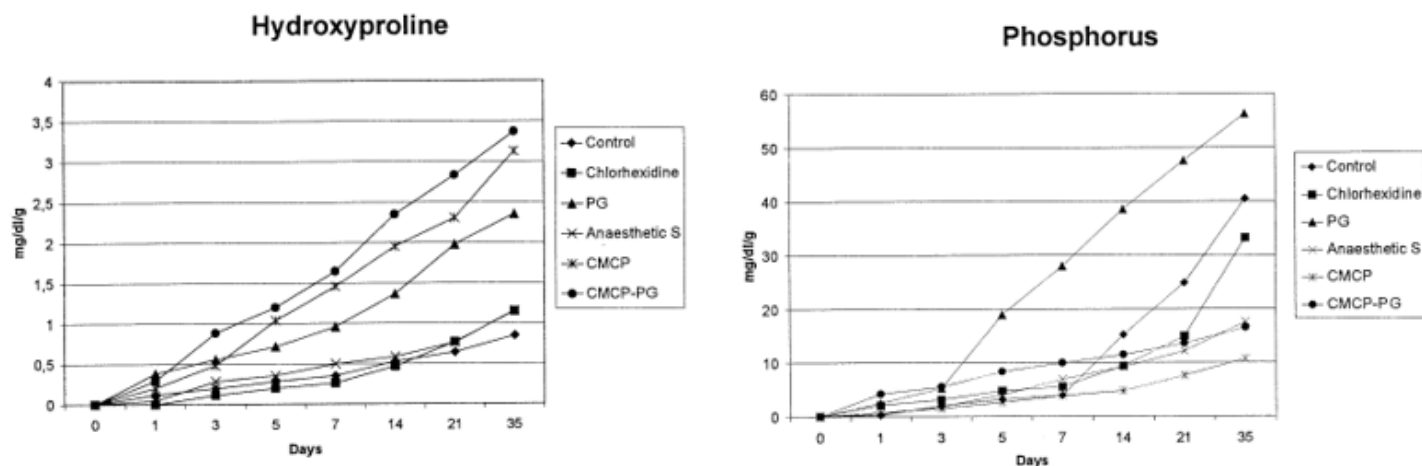 Hydroxyproline
4
3,5
3
2,5
2
1,5
1
0,5
0
mg/dl/g
0 1 3 5 7 14 21 35
Days
Control
Chlorhexidine
PG
Anaesthetic S
CMCP
CMCP-PG
Phosphorus
60
50
40
30
20
10
0
mg/dl/g
0 1 3 5 7 14 21 35
Days
Control
Chlorhexidine
PG
Anaesthetic S
CMCP
CMCP-PG